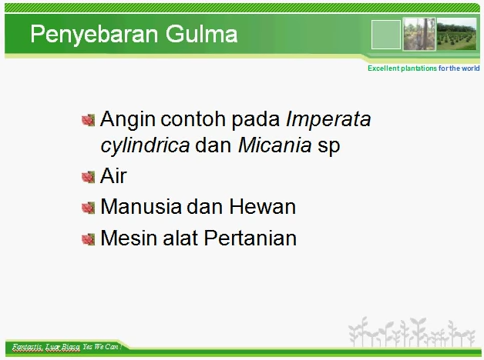 Penyebaran Gulma
Excellent plantations for the world
Angin contoh pada Imperata
cylindrica dan Micania sp
Air
Manusia dan Hewan
Mesin alat Pertanian
Fantastis, Luar Biasa, Yes We Can !